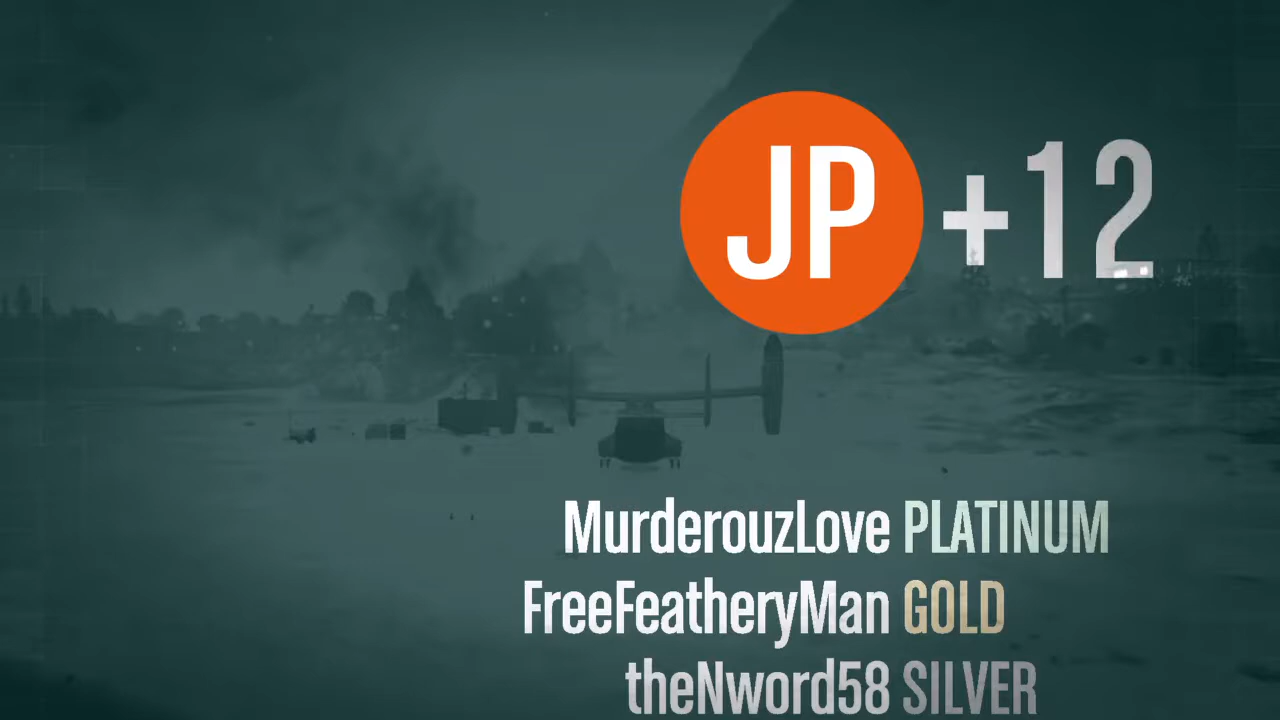 JP +12
MurderouzLove PLATINUM
FreeFeatheryMan GOLD
theNword58 SILVER